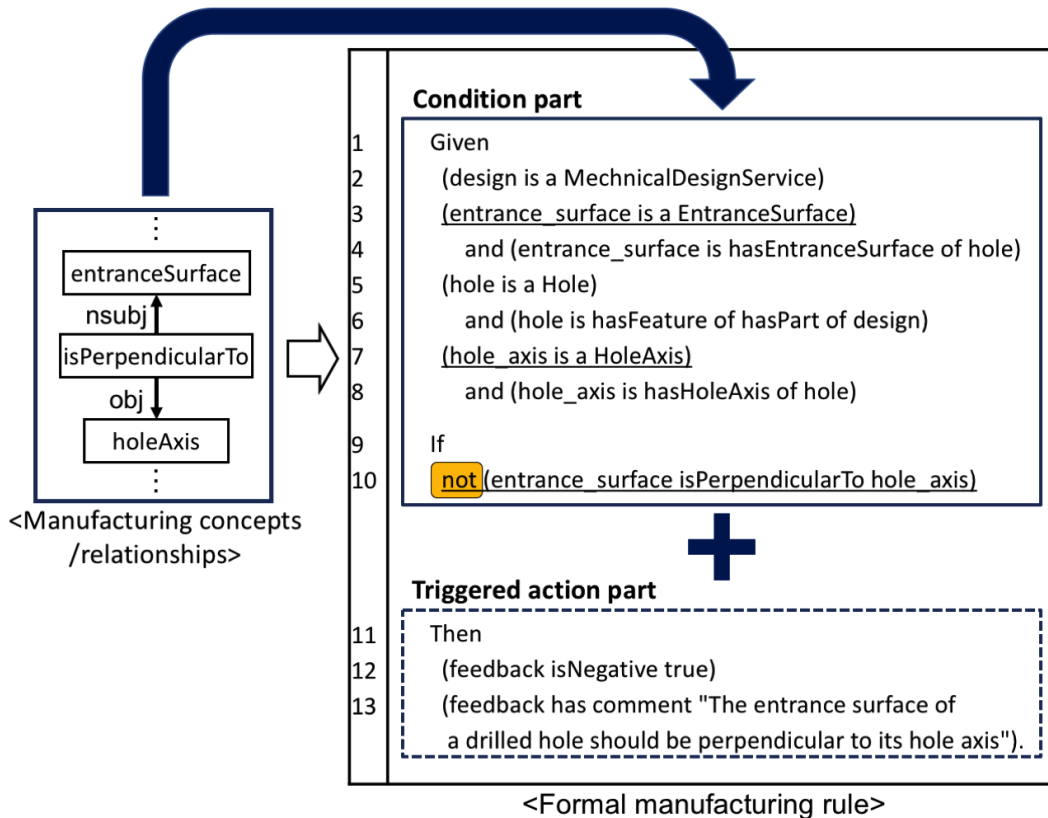 <Manufacturing concepts
/relationships>
⋮
entranceSurface
nsubj
isPerpendicularTo
obj
holeAxis
⋮
Condition part
1 Given
2 (design is a MechnicalDesignService)
3 (entrance_surface is a EntranceSurface)
4 and (entrance_surface is hasEntranceSurface of hole)
5 (hole is a Hole)
6 and (hole is hasFeature of hasPart of design)
7 (hole_axis is a HoleAxis)
8 and (hole_axis is hasHoleAxis of hole)
9 If
10 not (entrance_surface isPerpendicularTo hole_axis)
Triggered action part
11 Then
12 (feedback isNegative true)
13 (feedback has comment "The entrance surface of
a drilled hole should be perpendicular to its hole axis").
<Formal manufacturing rule>